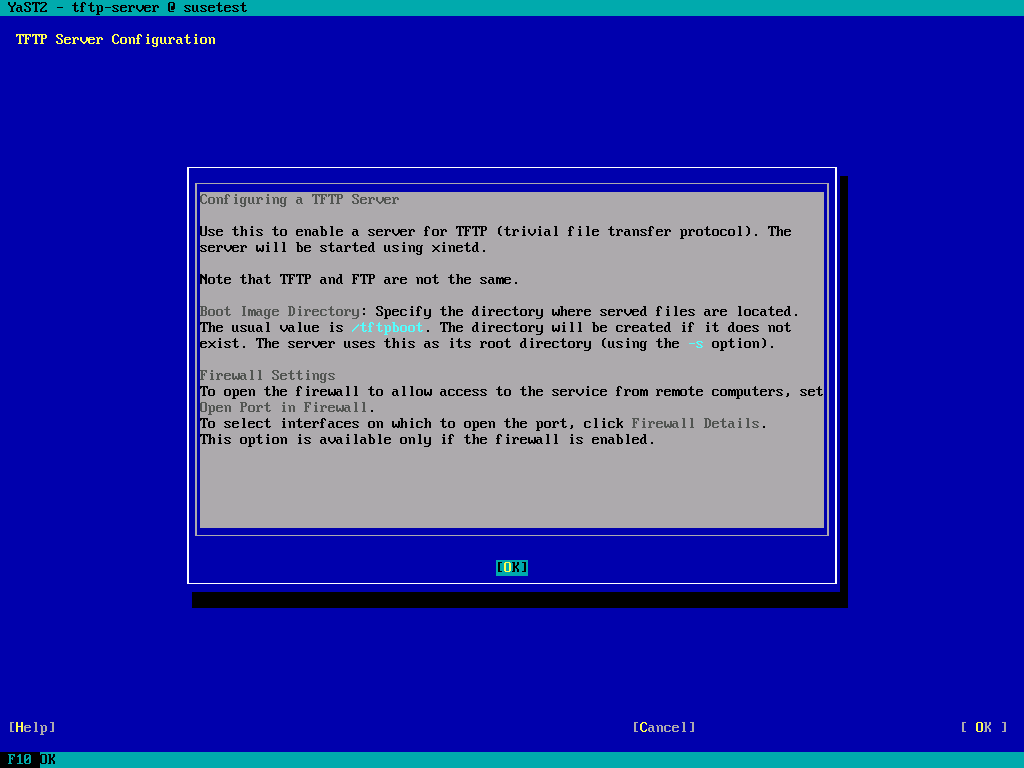 YaST2 - tftp-server @ susetest
TFTP Server Configuration
Configuring a TFTP Server
Use this to enable a server for TFTP (trivial file transfer protocol). The
server will be started using xinetd.
Note that TFTP and FTP are not the same.
Boot Image Directory: Specify the directory where served files are located.
The usual value is /tftpboot. The directory will be created if it does not
exist. The server uses this as its root directory (using the -s option).
Firewall Settings
To open the firewall to allow access to the service from remote computers, set
Open Port in Firewall.
To select interfaces on which to open the port, click Firewall Details.
This option is available only if the firewall is enabled.
[OK]
[Help] [Cancel] [ OK ]
F10 OK